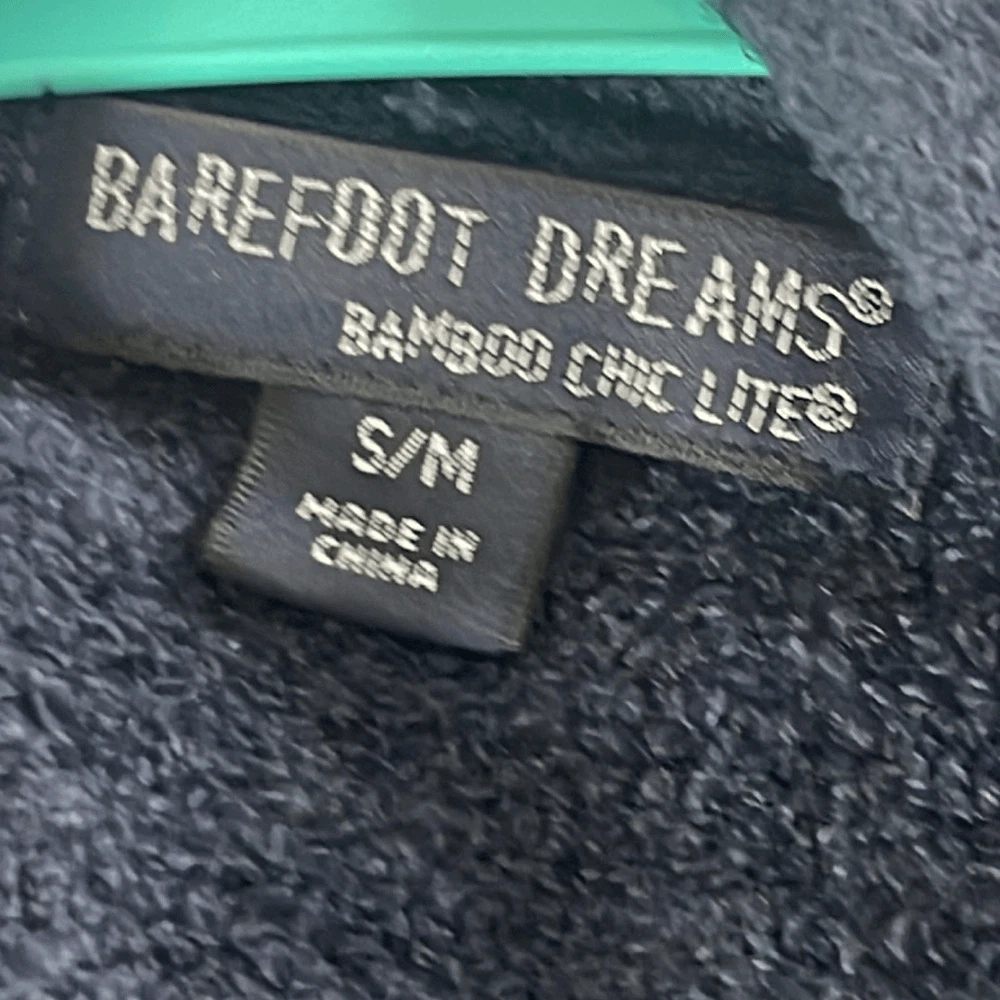 BAREFOOT DREAMS®
BAMBOO CHIC LITE®
S/M
MADE IN
CHINA